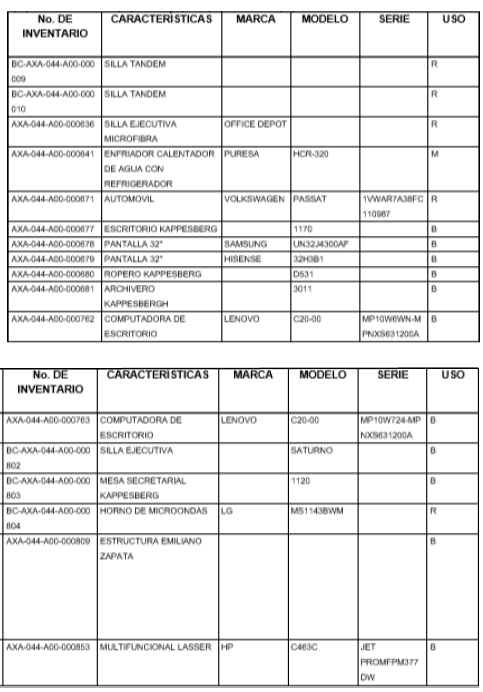 No. DE INVENTARIO CARACTERÍSTICAS MARCA MODELO SERIE USO
BC-AXA-044-A00-000 009 SILLA TANDEM R
BC-AXA-044-A00-000 010 SILLA TANDEM R
AXA-044-A00-000636 SILLA EJECUTIVA MICROFIBRA OFFICE DEPOT R
AXA-044-A00-000641 ENFRIADOR CALENTADOR DE AGUA CON REFRIGERADOR PURESA HCR-320 M
AXA-044-A00-000671 AUTOMOVIL VOLKSWAGEN PASSAT 1VWAR7A38FC 110987 R
AXA-044-A00-000677 ESCRITORIO KAPPESBERG 1170 B
AXA-044-A00-000678 PANTALLA 32" SAMSUNG UN32J4300AF B
AXA-044-A00-000679 PANTALLA 32" HISENSE 32H3B1 B
AXA-044-A00-000680 ROPERO KAPPESBERG D531 B
AXA-044-A00-000681 ARCHIVERO KAPPESBERGH 3011 B
AXA-044-A00-000762 COMPUTADORA DE ESCRITORIO LENOVO C20-00 MP10W6WN-M PNXS631200A B
No. DE INVENTARIO CARACTERÍSTICAS MARCA MODELO SERIE USO
AXA-044-A00-000763 COMPUTADORA DE ESCRITORIO LENOVO C20-00 MP10W724-MP NXS631200A B
BC-AXA-044-A00-000 802 SILLA EJECUTIVA SATURNO B
BC-AXA-044-A00-000 803 MESA SECRETARIAL KAPPESBERG 1120 B
BC-AXA-044-A00-000 804 HORNO DE MICROONDAS LG MS1143BWM R
AXA-044-A00-000809 ESTRUCTURA EMILIANO ZAPATA B
AXA-044-A00-000853 MULTIFUNCIONAL LASSER HP C463C JET PROMFPM377 DW B